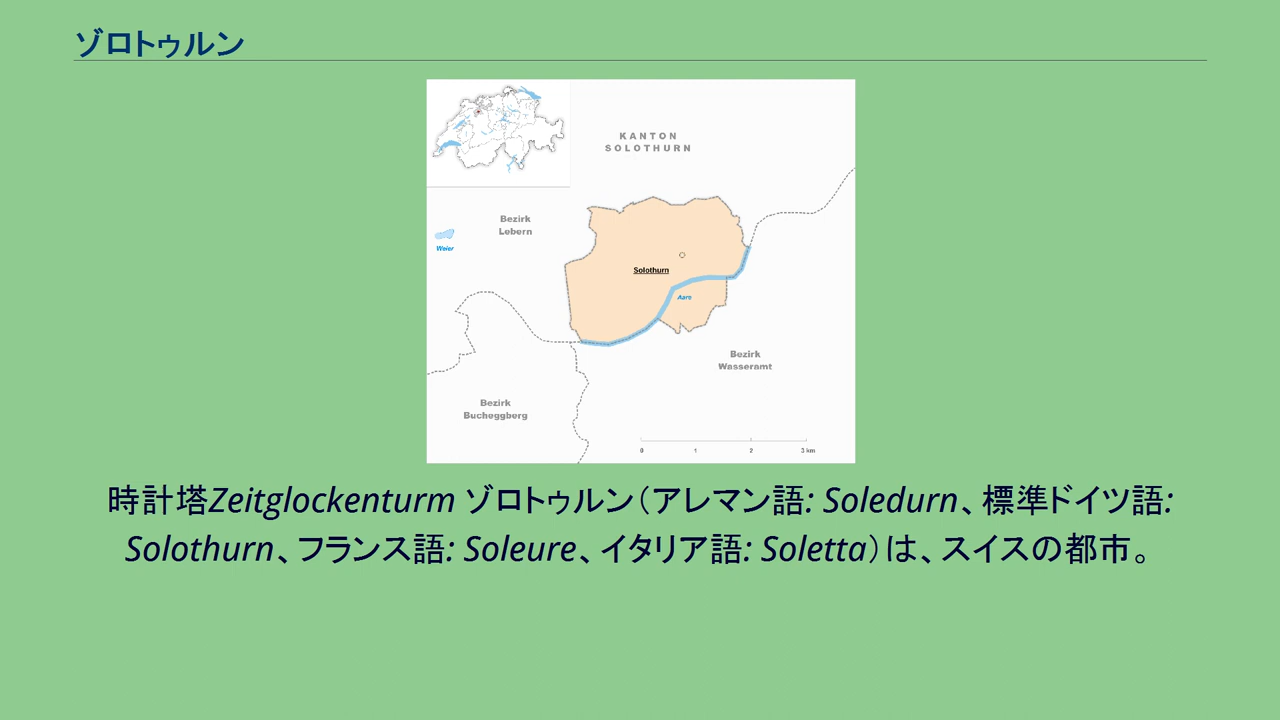 ゾロトゥルン
KANTON
SOLOTHURN
Bezirk
Lebern
Weier
Solothurn
Aare
Bezirk
Wasseramt
Bezirk
Bucheggberg
0 1 2 3 km
時計塔Zeitglockenturm ゾロトゥルン（アレマン語: Soledurn、標準ドイツ語:
Solothurn、フランス語: Soleure、イタリア語: Soletta）は、スイスの都市。